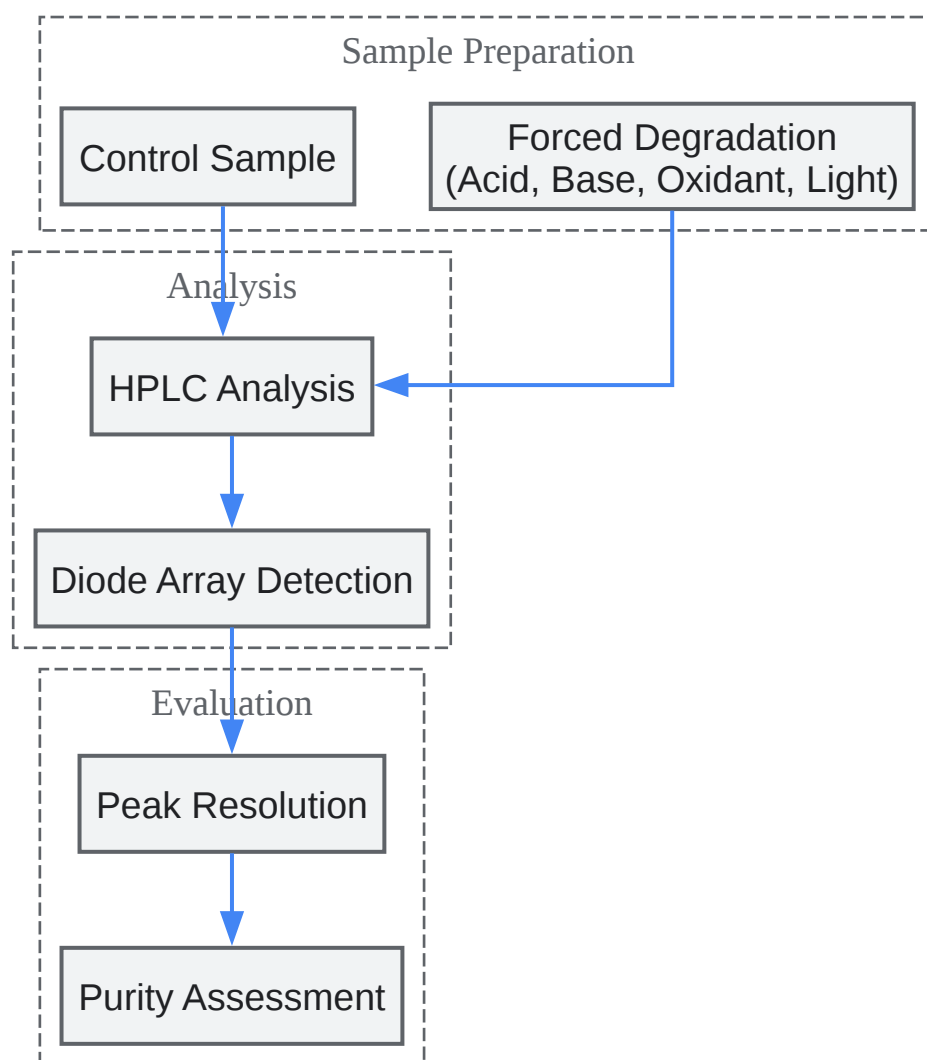 Sample Preparation
Control Sample
Forced Degradation
(Acid, Base, Oxidant, Light)
Analysis
HPLC Analysis
Diode Array Detection
Evaluation
Peak Resolution
Purity Assessment